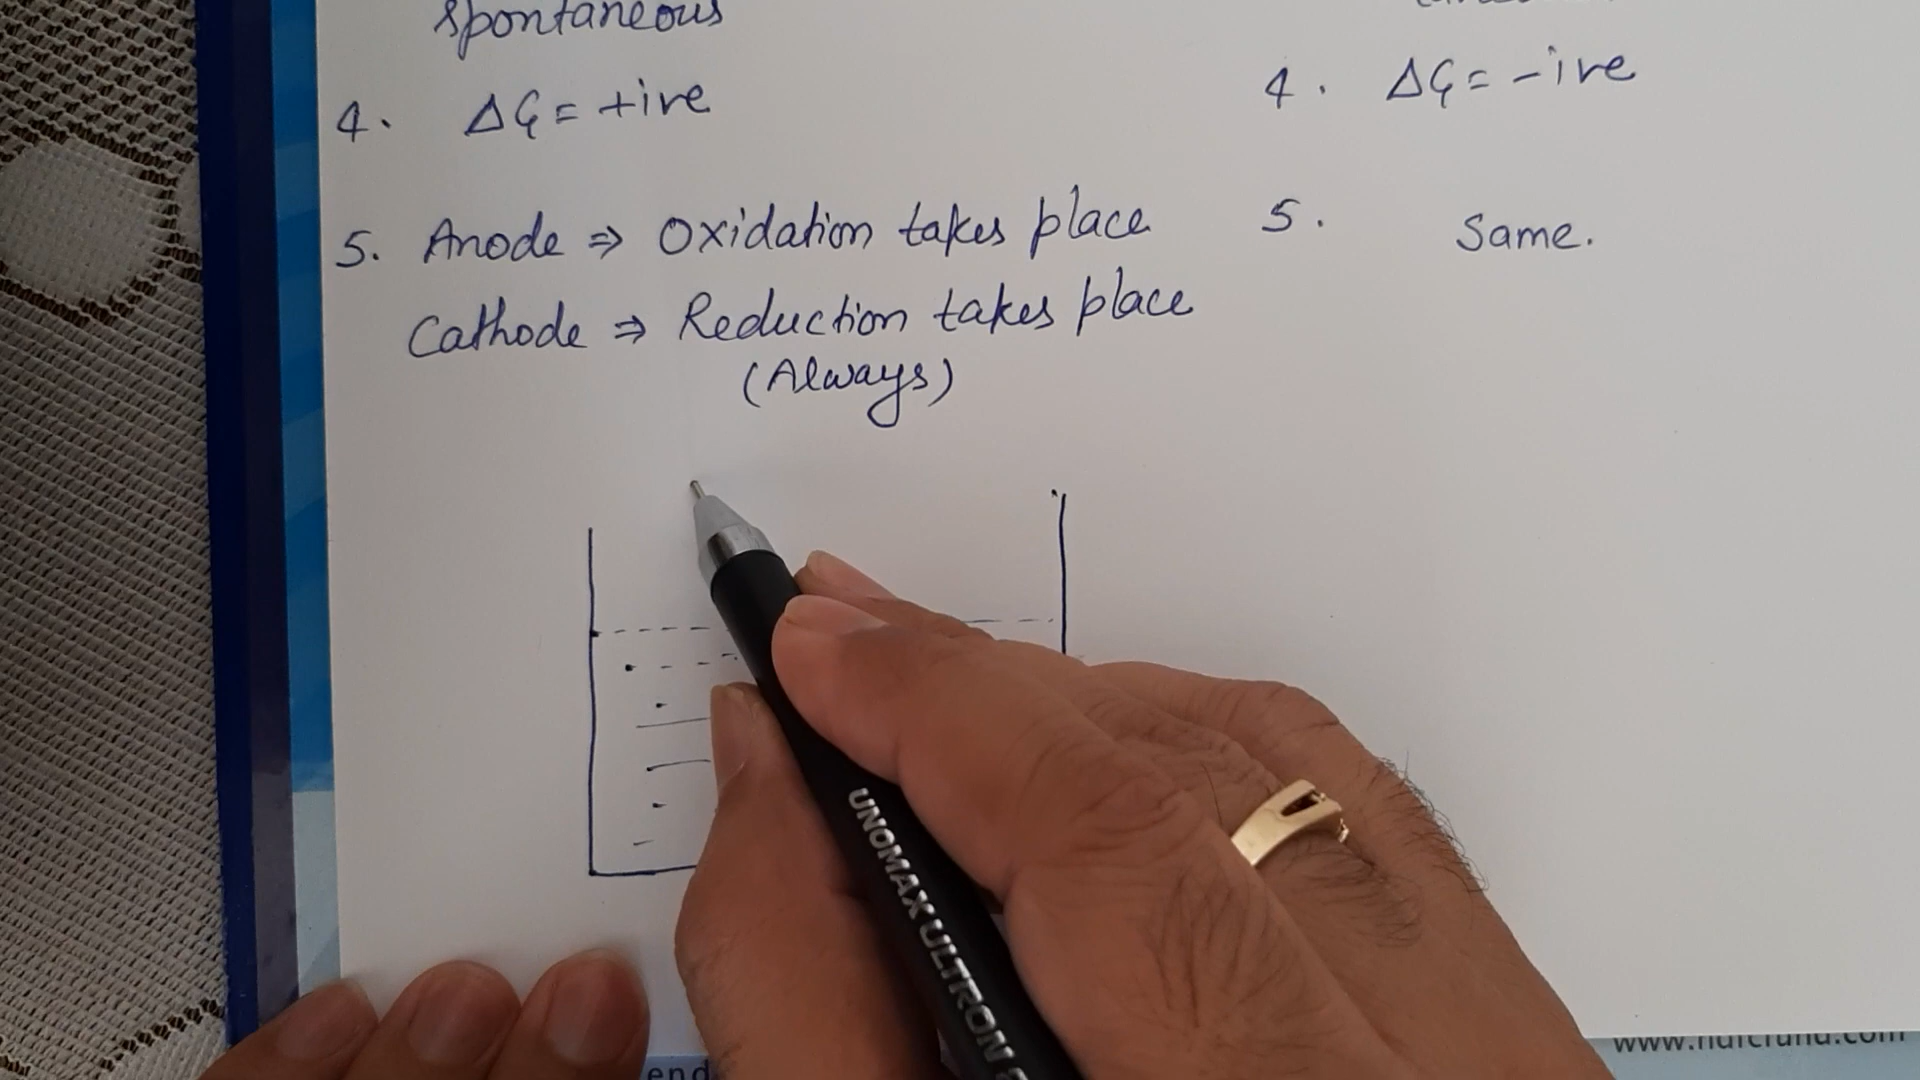 spontaneous
4. ΔG = +ive
4. ΔG = -ive
5. Anode ⇒ Oxidation takes place
Cathode ⇒ Reduction takes place
(Always)
5. Same.
UNOMAX ULTRON
end